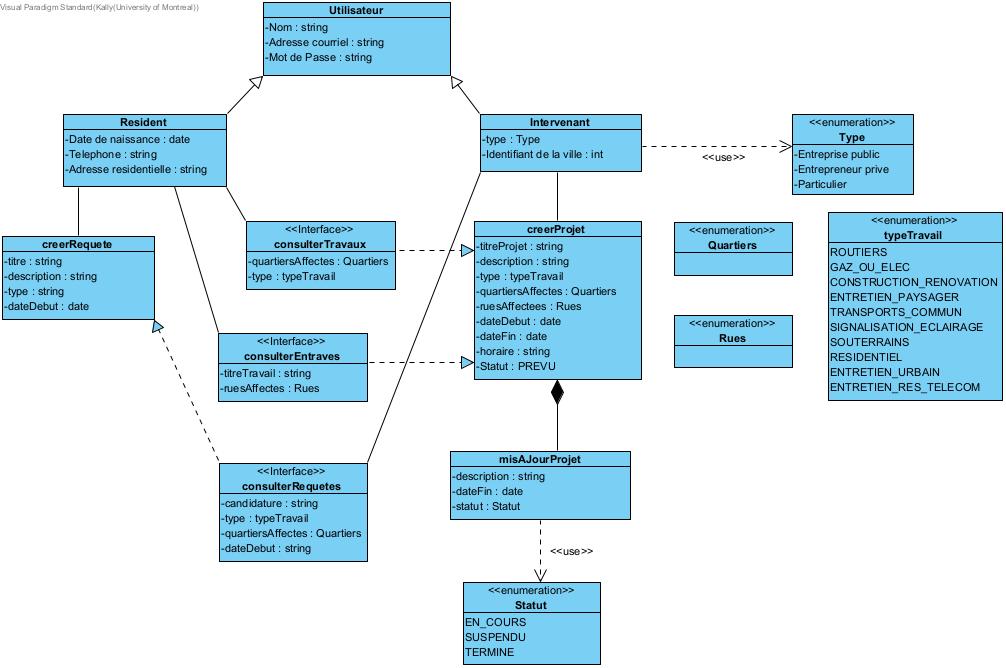 Visual Paradigm Standard(Kally(University of Montreal))
Utilisateur
-Nom : string
-Adresse courriel : string
-Mot de Passe : string
Resident
-Date de naissance : date
-Telephone : string
-Adresse residentielle : string
Intervenant
-type : Type
-Identifiant de la ville : int
<<use>>
<<enumeration>>
Type
-Entreprise public
-Entrepreneur prive
-Particulier
creerRequete
-titre : string
-description : string
-type : string
-dateDebut : date
<<Interface>>
consulterTravaux
-quartiersAffectes : Quartiers
-type : typeTravail
creerProjet
-titreProjet : string
-description : string
-type : typeTravail
-quartiersAffectes : Quartiers
-ruesAffectees : Rues
-dateDebut : date
-dateFin : date
-horaire : string
-Statut : PREVU
<<enumeration>>
Quartiers
<<enumeration>>
Rues
<<enumeration>>
typeTravail
ROUTIERS
GAZ_OU_ELEC
CONSTRUCTION_RENOVATION
ENTRETIEN_PAYSAGER
TRANSPORTS_COMMUN
SIGNALISATION_ECLAIRAGE
SOUTERRAINS
RESIDENTIEL
ENTRETIEN_URBAIN
ENTRETIEN_RES_TELECOM
<<Interface>>
consulterEntraves
-titreTravail : string
-ruesAffectes : Rues
<<Interface>>
consulterRequetes
-candidature : string
-type : typeTravail
-quartiersAffectes : Quartiers
-dateDebut : string
misAJourProjet
-description : string
-dateFin : date
-statut : Statut
<<use>>
<<enumeration>>
Statut
EN_COURS
SUSPENDU
TERMINE